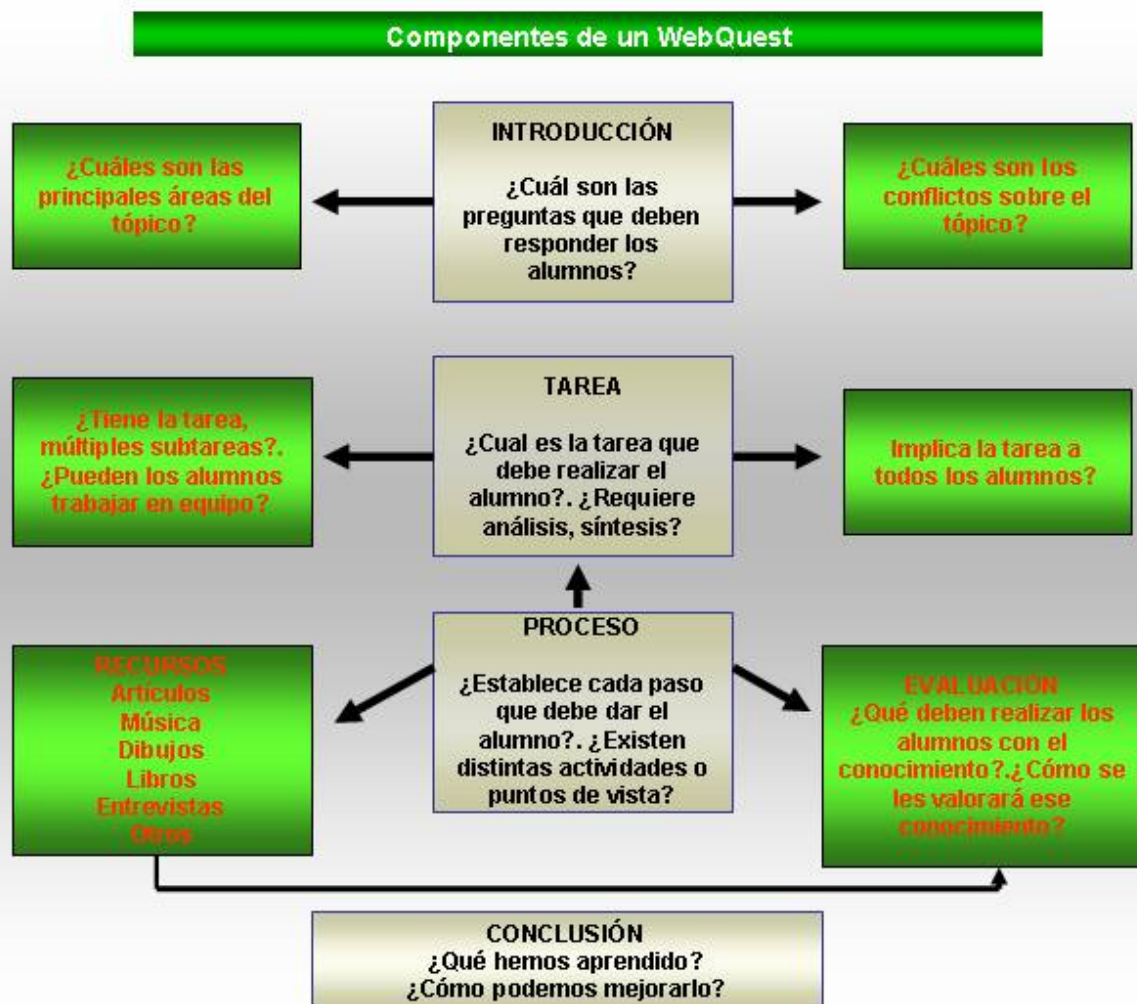 Componentes de un WebQuest
¿Cuáles son las
principales áreas del
tópico?
INTRODUCCIÓN
¿Cuál son las
preguntas que deben
responder los
alumnos?
¿Cuáles son los
conflictos sobre el
tópico?
¿Tiene la tarea,
múltiples subtareas?.
¿Pueden los alumnos
trabajar en equipo?
TAREA
¿Cual es la tarea que
debe realizar el
alumno?. ¿Requiere
análisis, síntesis?
Implica la tarea a
todos los alumnos?
RECURSOS
Artículos
Música
Dibujos
Libros
Entrevistas
Otros
PROCESO
¿Establece cada paso
que debe dar el
alumno?. ¿Existen
distintas actividades o
puntos de vista?
EVALUACIÓN
¿Qué deben realizar los
alumnos con el
conocimiento?.¿Cómo se
les valorará ese
conocimiento?
CONCLUSIÓN
¿Qué hemos aprendido?
¿Cómo podemos mejorarlo?